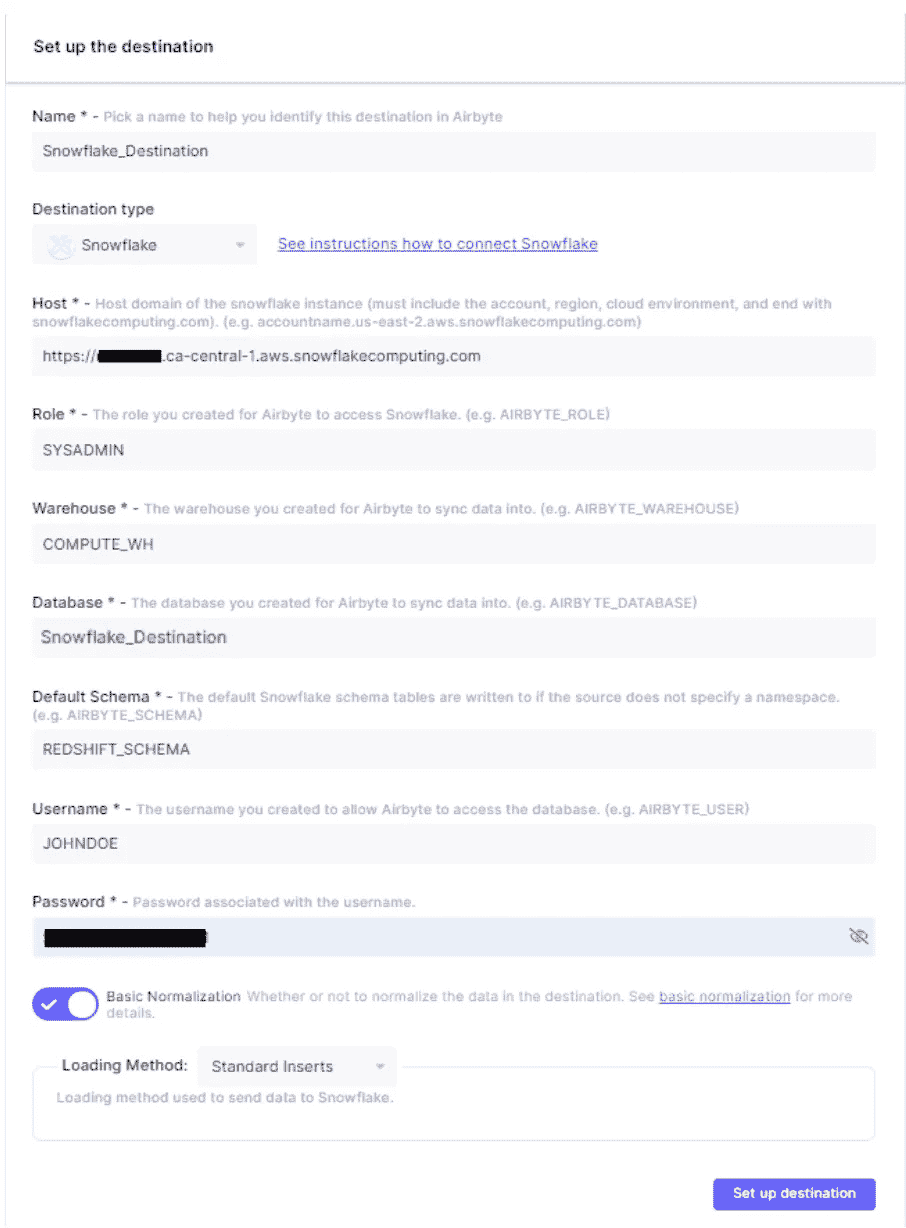 Set up the destination
Name * - Pick a name to help you identify this destination in Airbyte
Snowflake_Destination
Destination type
Snowflake
See instructions how to connect Snowflake
Host * - Host domain of the snowflake instance (must include the account, region, cloud environment, and end with
snowflakecomputing.com). (e.g. accountname.us-east-2.aws.snowflakecomputing.com)
https:// .ca-central-1.aws.snowflakecomputing.com
Role * - The role you created for Airbyte to access Snowflake. (e.g. AIRBYTE_ROLE)
SYSADMIN
Warehouse * - The warehouse you created for Airbyte to sync data into. (e.g. AIRBYTE_WAREHOUSE)
COMPUTE_WH
Database * - The database you created for Airbyte to sync data into. (e.g. AIRBYTE_DATABASE)
Snowflake_Destination
Default Schema * - The default Snowflake schema tables are written to if the source does not specify a namespace.
(e.g. AIRBYTE_SCHEMA)
REDSHIFT_SCHEMA
Username * - The username you created to allow Airbyte to access the database. (e.g. AIRBYTE_USER)
JOHNDOE
Password * - Password associated with the username.
Basic Normalization Whether or not to normalize the data in the destination. See basic normalization for more
details.
Loading Method: Standard Inserts
Loading method used to send data to Snowflake.
Set up destination